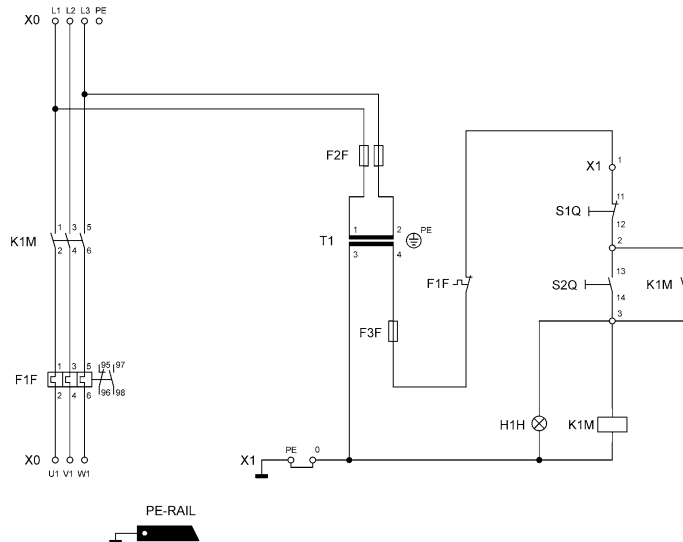 X0 L1 L2 L3 PE
F2F
X1 1
11
S1Q
12
1 3 5
K1M
2 4 6
T1 1 2 PE
3 4
2
13
F1F S2Q K1M
14
3
F3F
1 3 5 95 97
F1F
2 4 6 96 98
H1H K1M
X0
U1 V1 W1
X1 PE 0
PE-RAIL